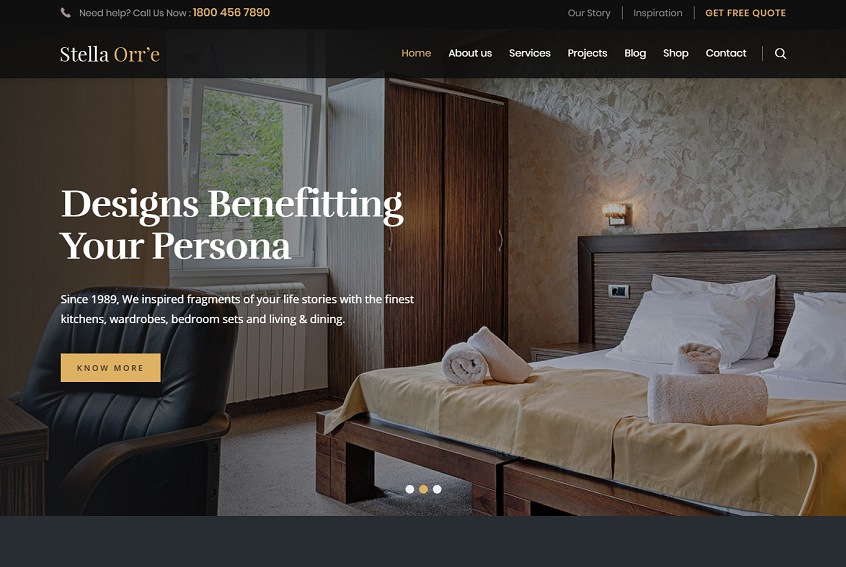 Need help? Call Us Now : 1800 456 7890
Our Story
Inspiration
GET FREE QUOTE
Stella Orr’e
Home
About us
Services
Projects
Blog
Shop
Contact
Designs Benefitting
Your Persona
Since 1989, We inspired fragments of your life stories with the finest
kitchens, wardrobes, bedroom sets and living & dining.
KNOW MORE